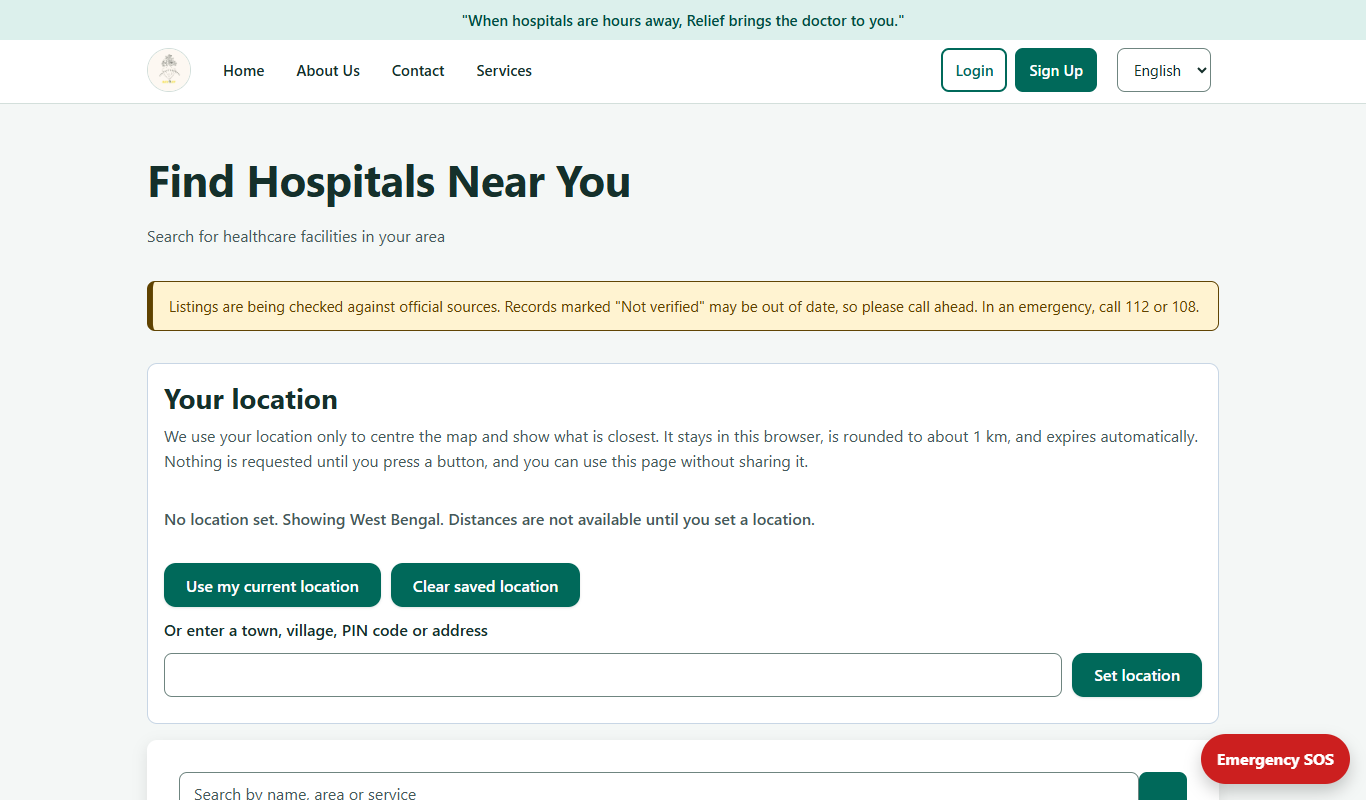 "When hospitals are hours away, Relief brings the doctor to you."
Home
About Us
Contact
Services
Login
Sign Up
English
Find Hospitals Near You
Search for healthcare facilities in your area
Listings are being checked against official sources. Records marked "Not verified" may be out of date, so please call ahead. In an emergency, call 112 or 108.
Your location
We use your location only to centre the map and show what is closest. It stays in this browser, is rounded to about 1 km, and expires automatically.
Nothing is requested until you press a button, and you can use this page without sharing it.
No location set. Showing West Bengal. Distances are not available until you set a location.
Use my current location
Clear saved location
Or enter a town, village, PIN code or address
Set location
Emergency SOS
Search by name, area or service